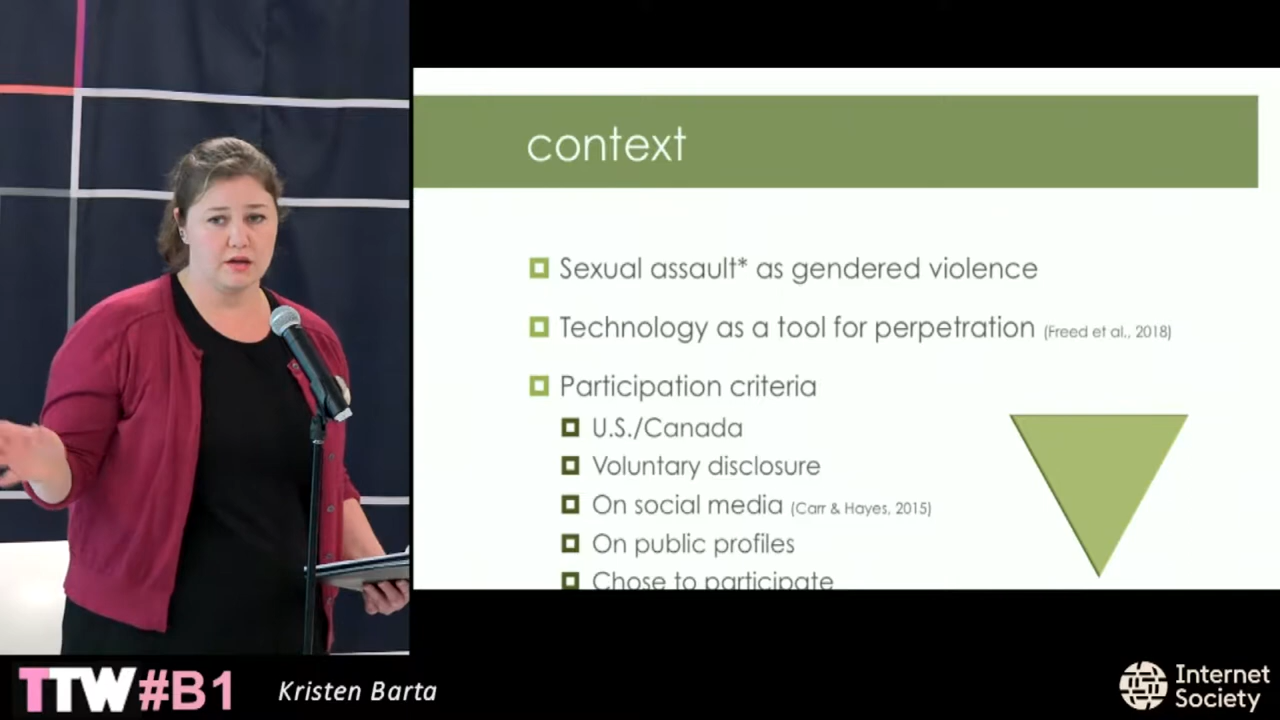 context
Sexual assault* as gendered violence
Technology as a tool for perpetration (Freed et al., 2018)
Participation criteria
U.S./Canada
Voluntary disclosure
On social media (Carr & Hayes, 2015)
On public profiles
Chose to participate
TTW#B1
Kristen Barta
Internet
Society